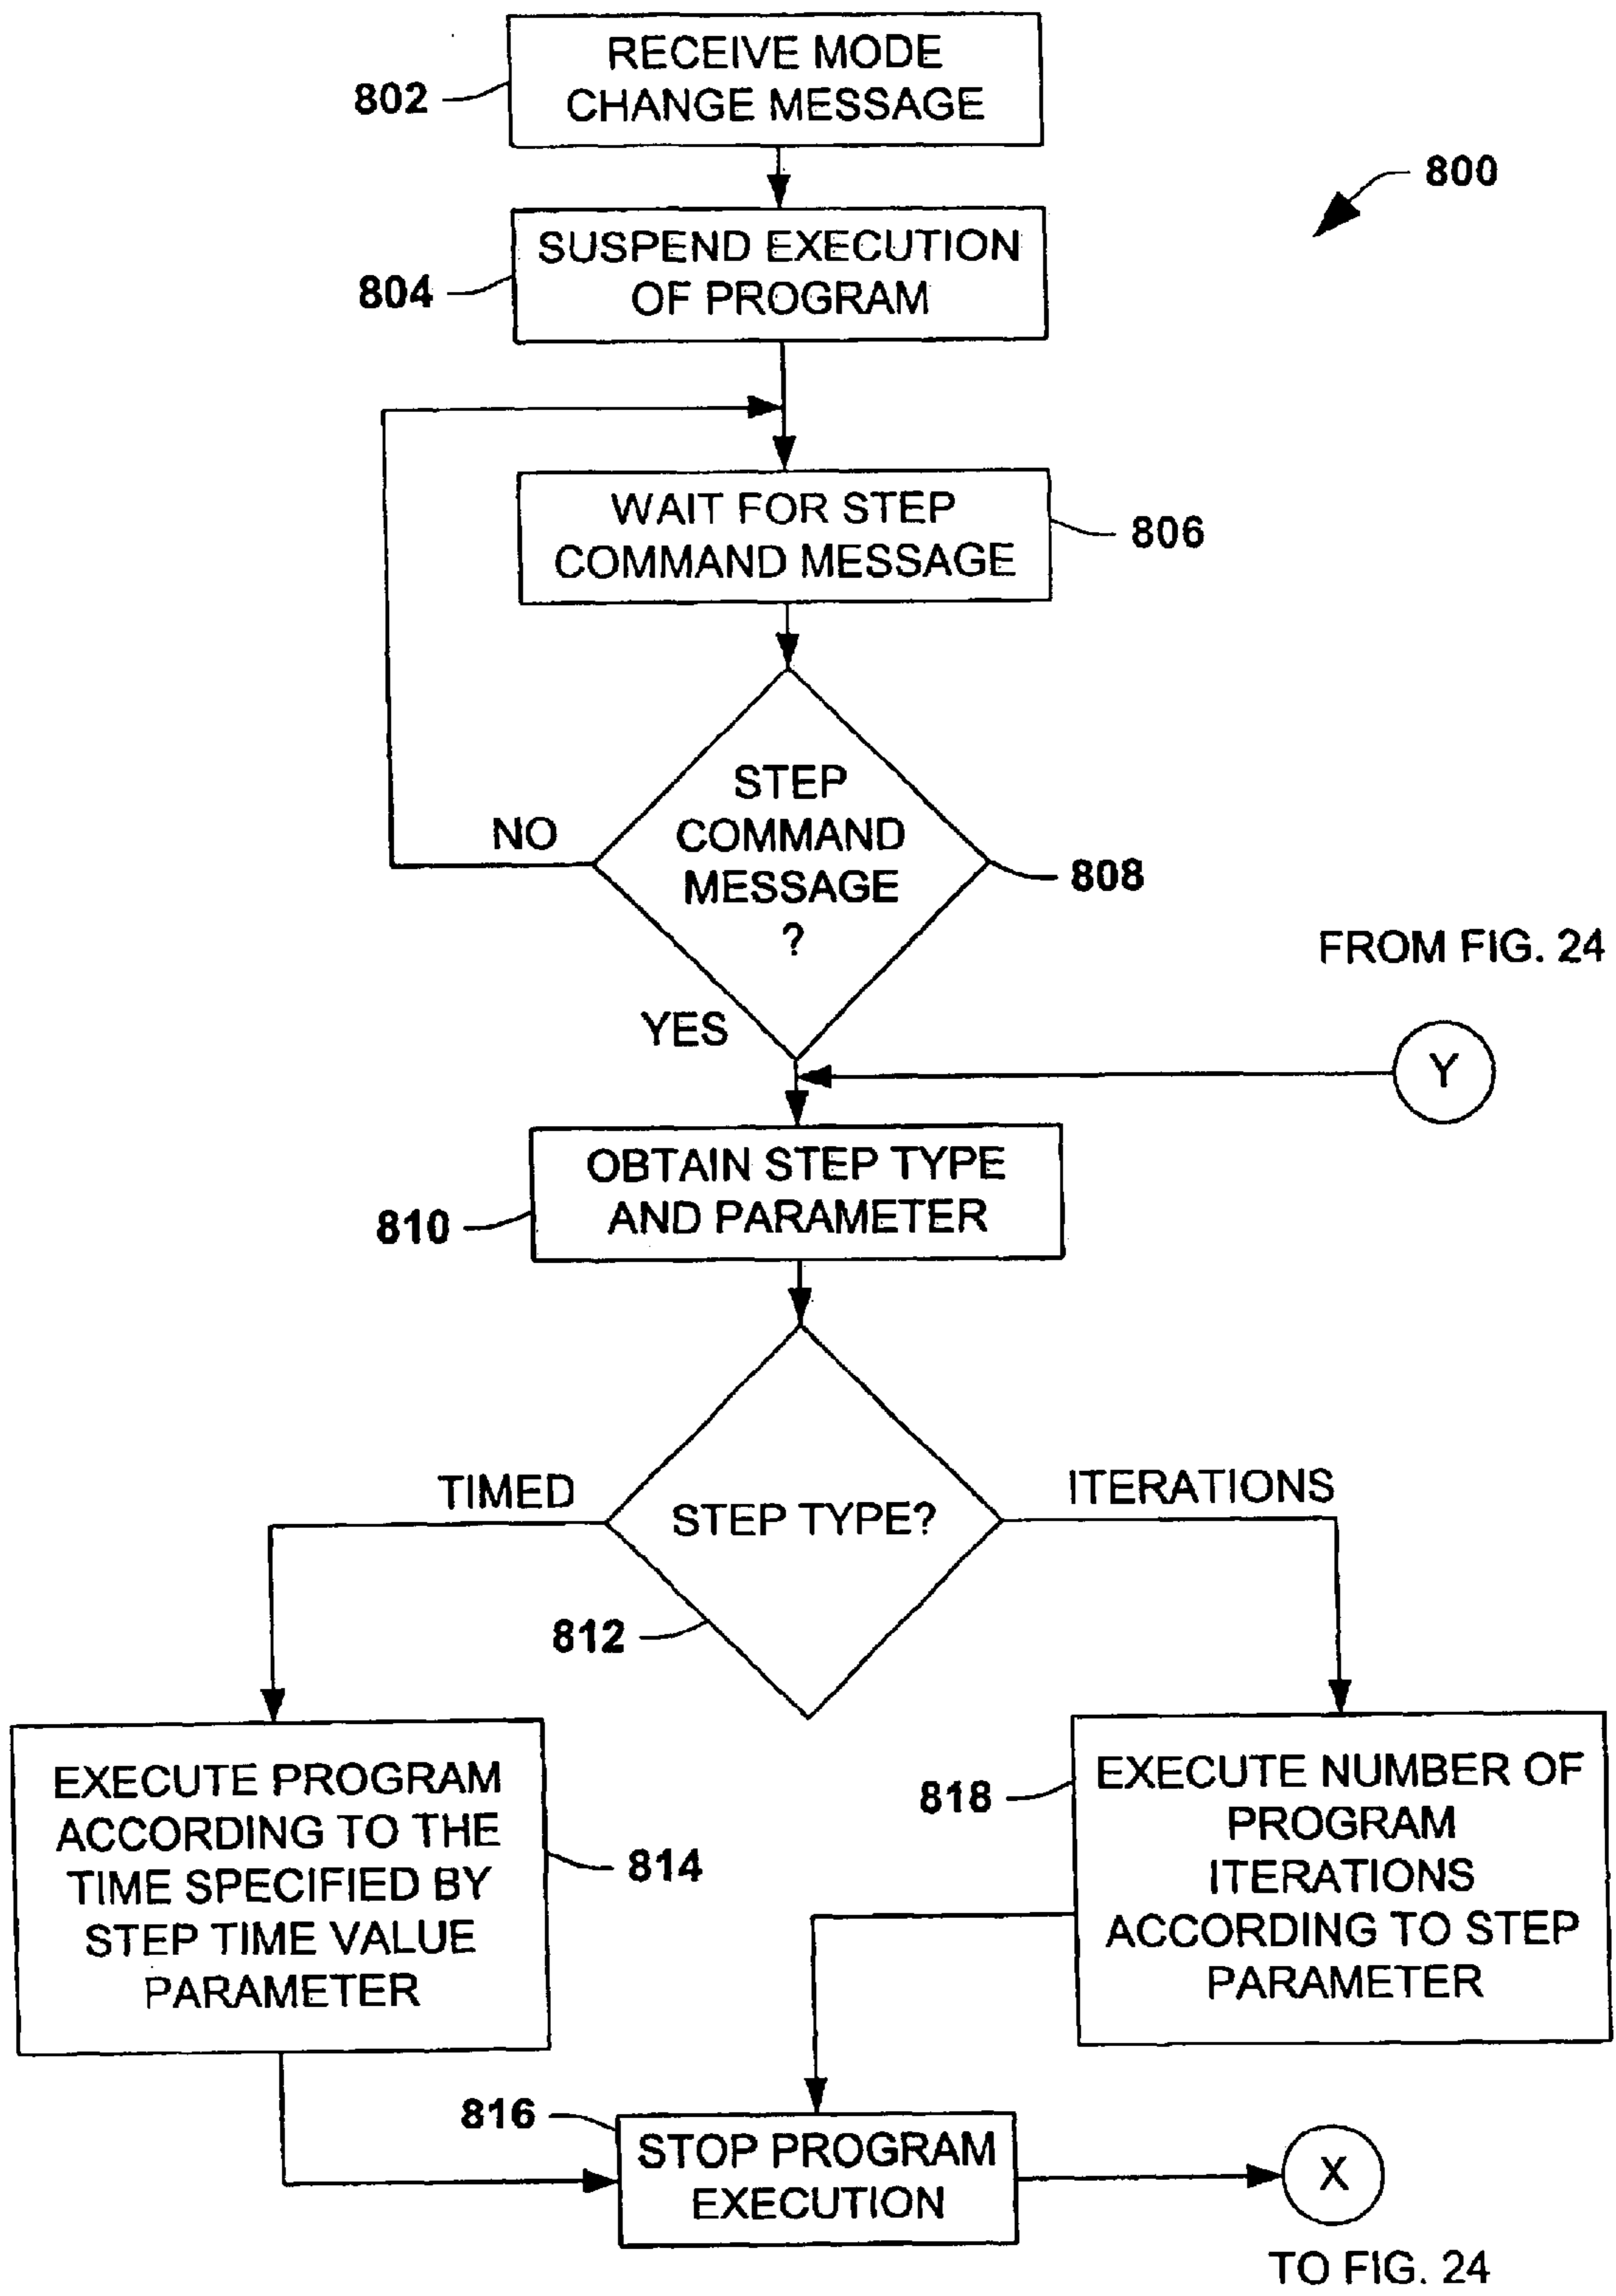 RECEIVE MODE
CHANGE MESSAGE
802
800
SUSPEND EXECUTION
OF PROGRAM
804
WAIT FOR STEP
COMMAND MESSAGE
806
STEP
COMMAND
MESSAGE
?
NO
808
YES
FROM FIG. 24
Y
OBTAIN STEP TYPE
AND PARAMETER
810
TIMED
STEP TYPE?
ITERATIONS
812
EXECUTE PROGRAM
ACCORDING TO THE
TIME SPECIFIED BY
STEP TIME VALUE
PARAMETER
814
818
EXECUTE NUMBER OF
PROGRAM
ITERATIONS
ACCORDING TO STEP
PARAMETER
816
STOP PROGRAM
EXECUTION
X
TO FIG. 24